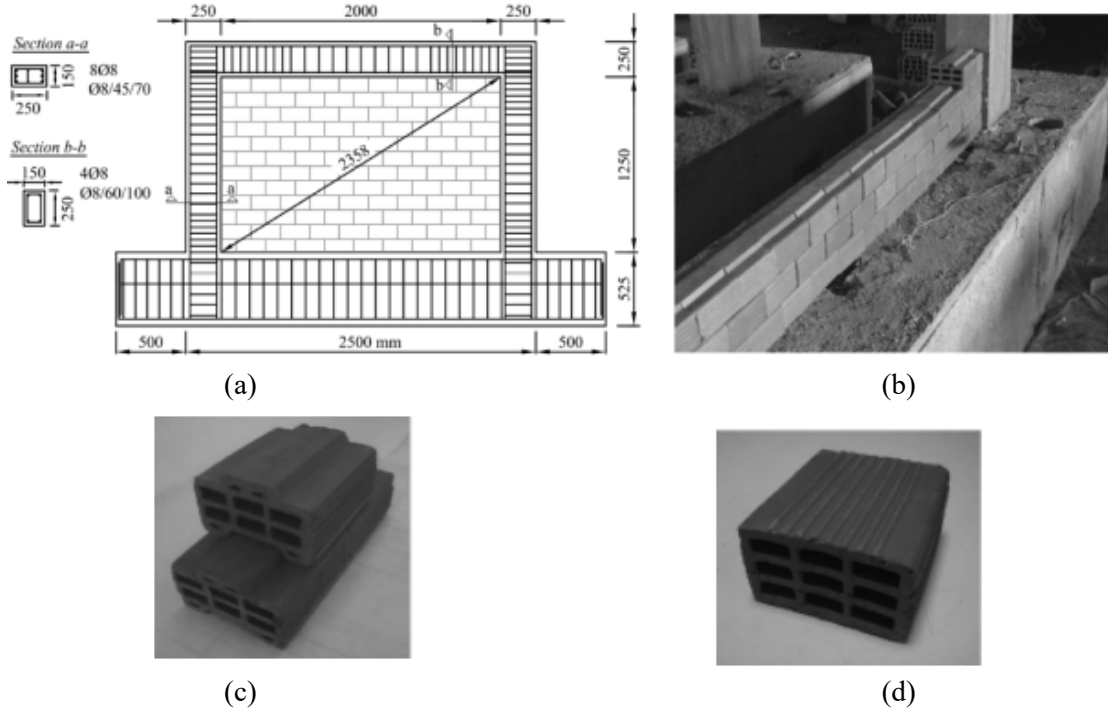 250 2000 250
Section a-a
150
8Ø8
Ø8/45/70
250
Section b-b
150
4Ø8
Ø8/60/100
250
b
b
250
2358
1250
a
a
525
500
2500 mm
500
(a)
(b)
(c)
(d)